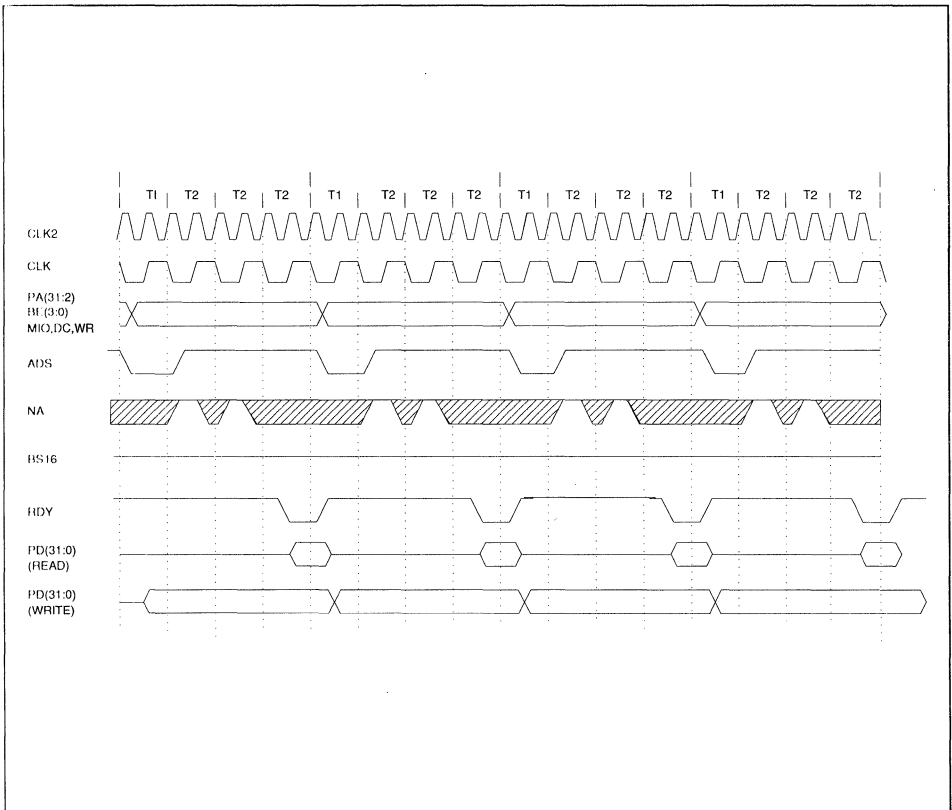 T1 T2 T2 T2 T1 T2 T2 T2 T1 T2 T2 T2 T1 T2 T2 T2
CLK2
CLK
PA(31:2)
BE(3:0)
MIO,DC,WR
ADS
NA
BS16
RDY
PD(31:0)
(READ)
PD(31:0)
(WRITE)